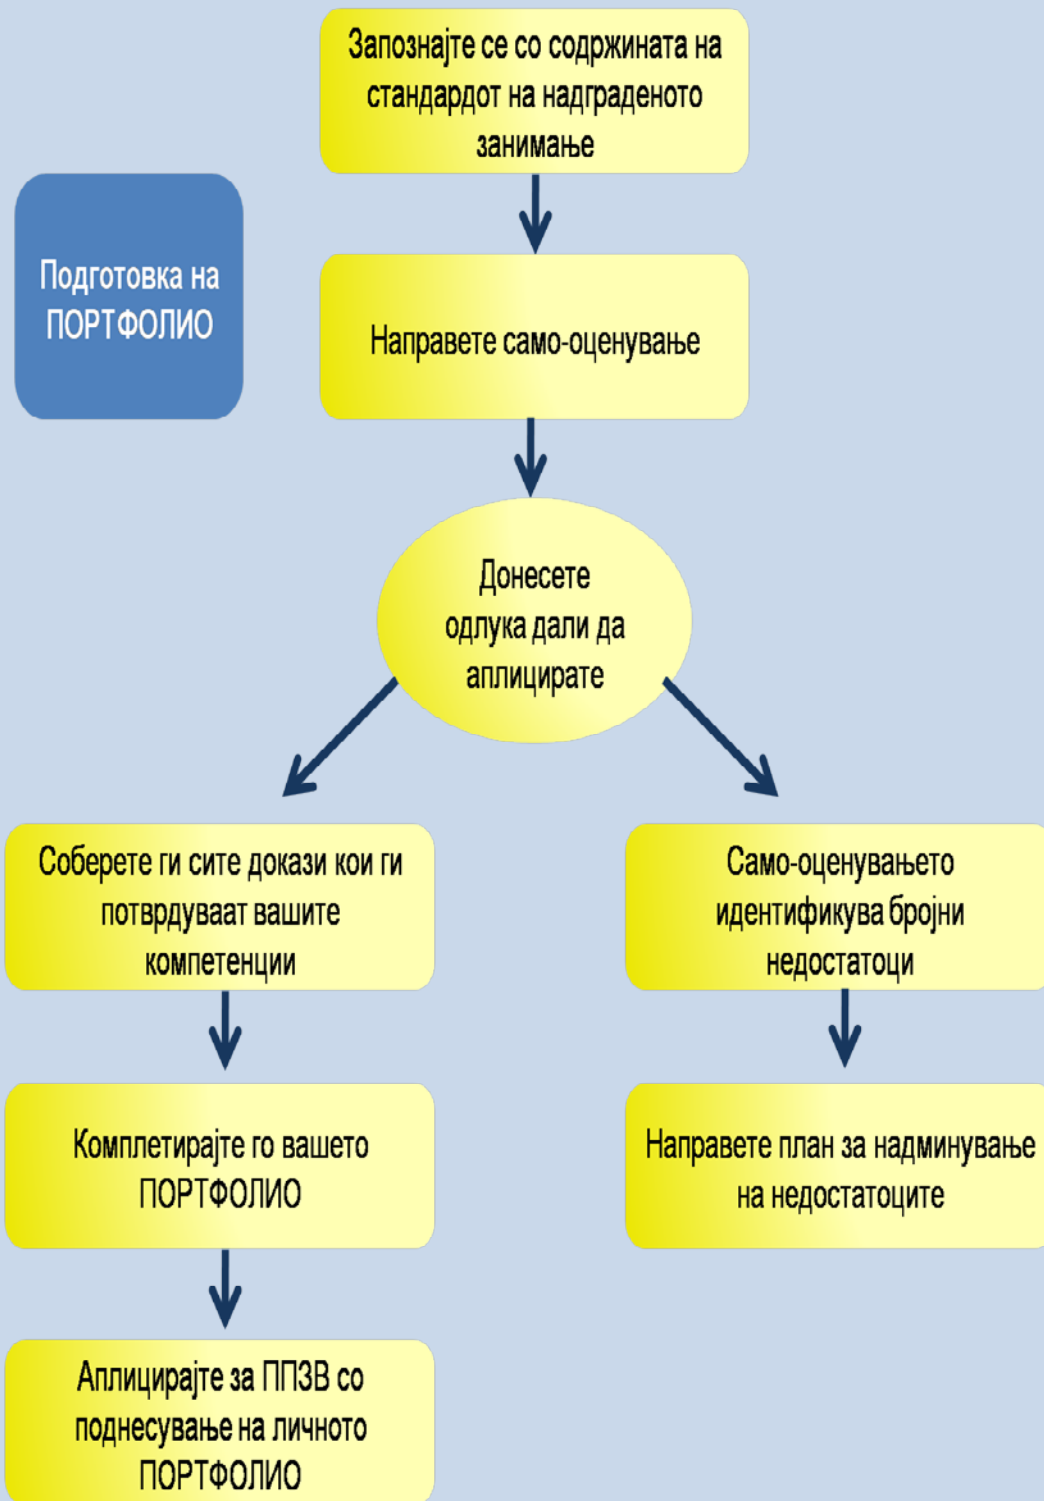 Запознајте се со содржината на
стандардот на надграденото
занимање
Подготовка на
ПОРТФОЛИО
Направете само-оценување
Донесете
одлука дали да
аплицирате
Соберете ги сите докази кои ги
потврдуваат вашите
компетенции
Само-оценувањето
идентификува бројни
недостатоци
Комплетирајте го вашето
ПОРТФОЛИО
Направете план за надминување
на недостатоците
Аплицирајте за ППЗВ со
поднесување на личното
ПОРТФОЛИО